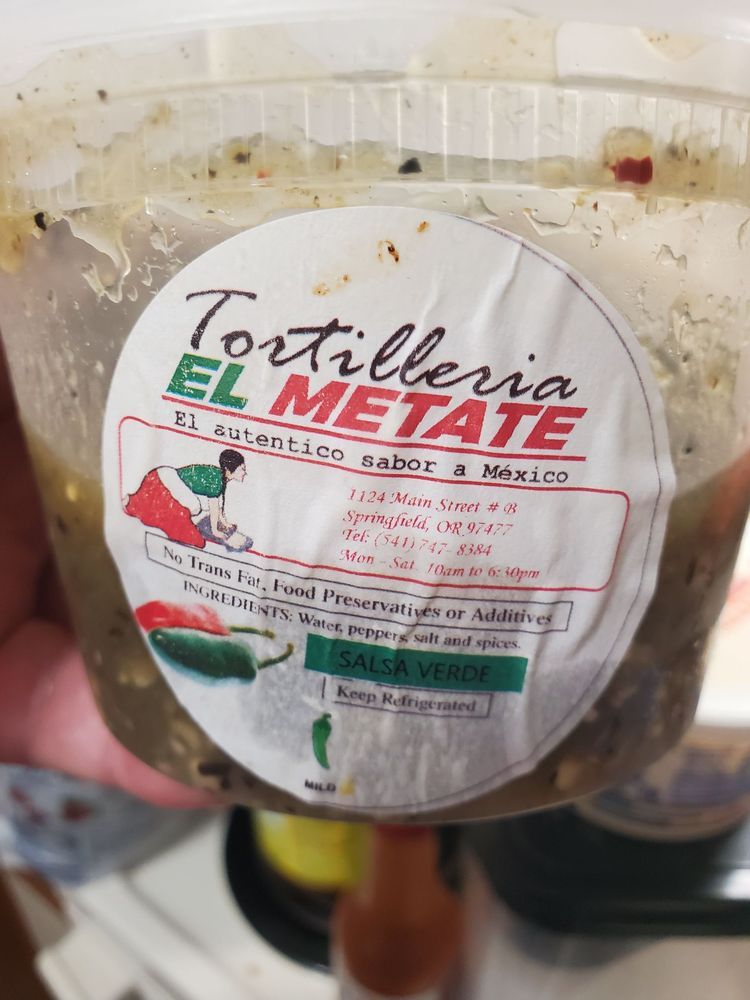 Tortilleria
EL METATE
El autentico sabor a México
1124 Main Street # B
Springfield, OR 97477
Tel: (541) 747- 8384
Mon - Sat. 10am to 6:30pm
No Trans Fat, Food Preservatives or Additives
INGREDIENTS: Water, peppers, salt and spices.
SALSA VERDE
Keep Refrigerated
MILD